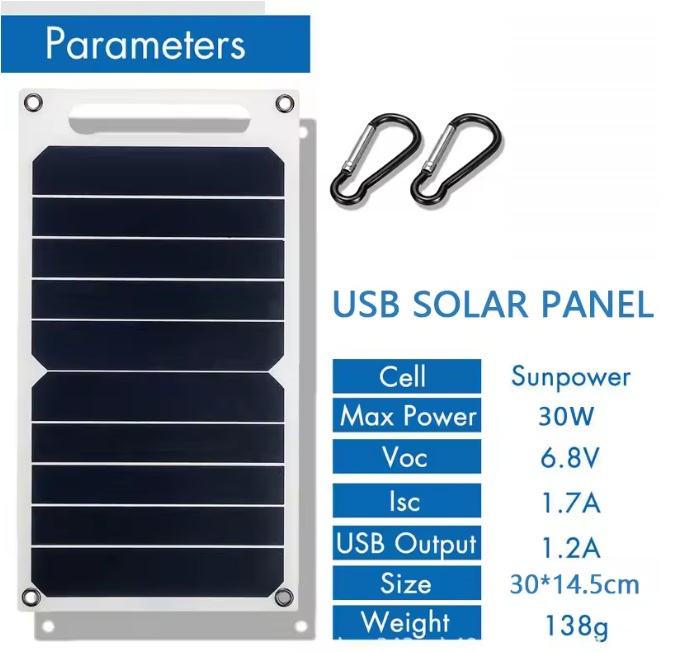 Parameters
USB SOLAR PANEL
Cell Sunpower
Max Power 30W
Voc 6.8V
Isc 1.7A
USB Output 1.2A
Size 30*14.5cm
Weight 138g